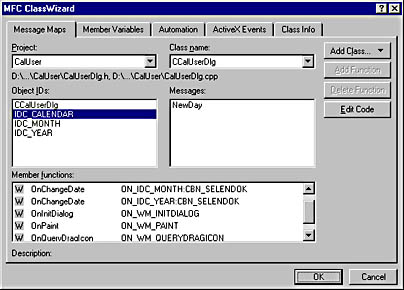 MFC ClassWizard
Message Maps Member Variables Automation ActiveX Events Class Info
Project: Class name:
CalUser CCalUserDlg Add Class...
D:\...\CalUser\CalUserDlg.h, D:\...\CalUser\CalUserDlg.cpp Add Function
Object IDs: Messages: Delete Function
CCalUserDlg NewDay
IDC_CALENDAR Edit Code
IDC_MONTH
IDC_YEAR
Member functions:
W OnChangeDate ON_IDC_MONTH:CBN_SELENDOK
W OnChangeDate ON_IDC_YEAR:CBN_SELENDOK
W OnInitDialog ON_WM_INITDIALOG
W OnPaint ON_WM_PAINT
W OnQueryDragIcon ON_WM_QUERYDRAGICON
Description:
OK Cancel